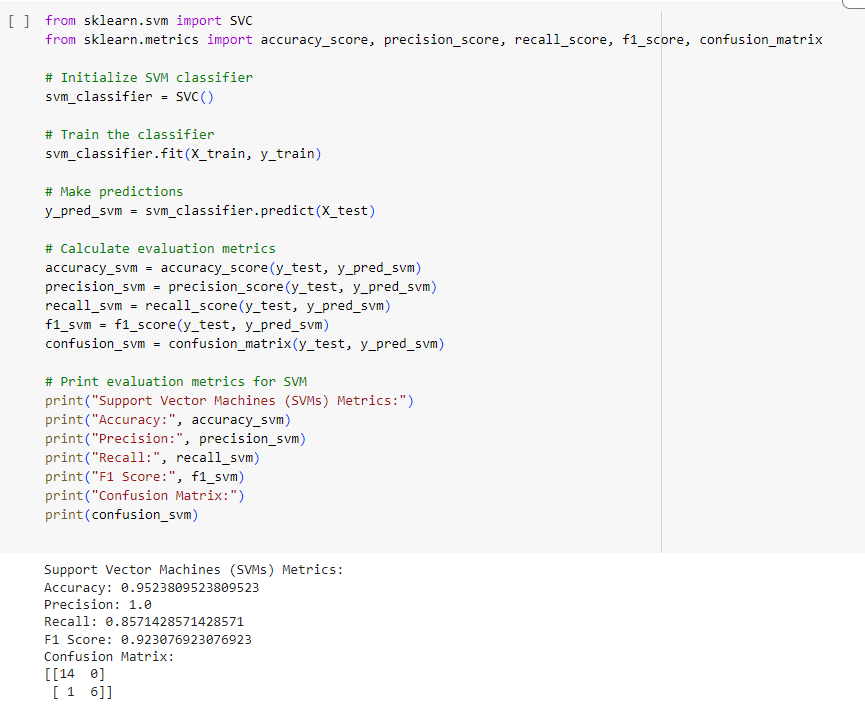 [ ] from sklearn.svm import SVC
from sklearn.metrics import accuracy_score, precision_score, recall_score, f1_score, confusion_matrix
# Initialize SVM classifier
svm_classifier = SVC()
# Train the classifier
svm_classifier.fit(X_train, y_train)
# Make predictions
y_pred_svm = svm_classifier.predict(X_test)
# Calculate evaluation metrics
accuracy_svm = accuracy_score(y_test, y_pred_svm)
precision_svm = precision_score(y_test, y_pred_svm)
recall_svm = recall_score(y_test, y_pred_svm)
f1_svm = f1_score(y_test, y_pred_svm)
confusion_svm = confusion_matrix(y_test, y_pred_svm)
# Print evaluation metrics for SVM
print("Support Vector Machines (SVMs) Metrics:")
print("Accuracy:", accuracy_svm)
print("Precision:", precision_svm)
print("Recall:", recall_svm)
print("F1 Score:", f1_svm)
print("Confusion Matrix:")
print(confusion_svm)
Support Vector Machines (SVMs) Metrics:
Accuracy: 0.9523809523809523
Precision: 1.0
Recall: 0.8571428571428571
F1 Score: 0.923076923076923
Confusion Matrix:
[[14  0]
 [ 1  6]]